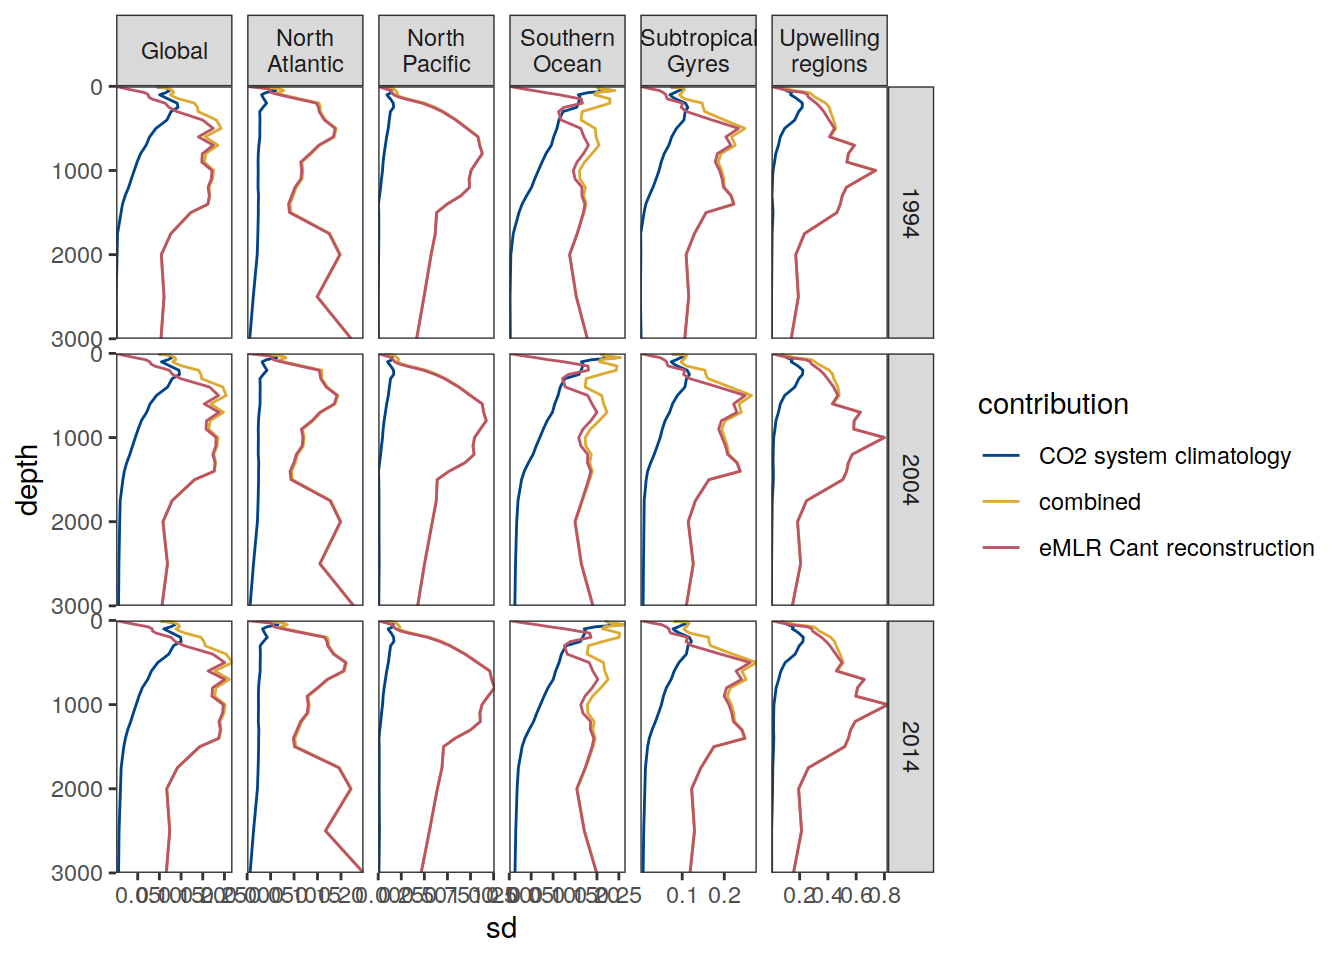 Global
North
Atlantic
North
Pacific
Southern
Ocean
Subtropical
Gyres
Upwelling
regions
0
1000
2000
3000
1994
0
1000
2000
3000
2004
0
1000
2000
3000
2014
depth
0.1 0.2
0.2 0.4 0.6 0.8
sd
contribution
CO2 system climatology
combined
eMLR Cant reconstruction